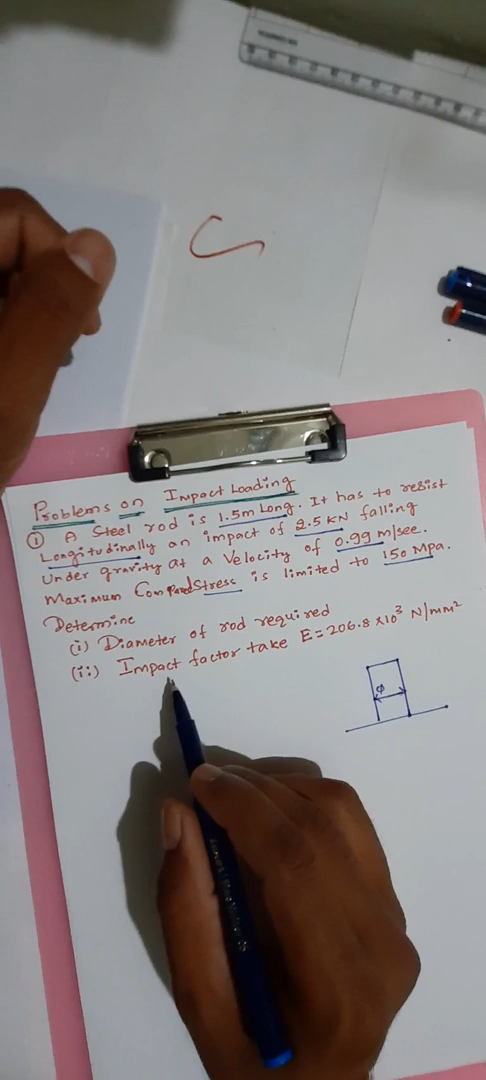 Problems on Impact Loading
① A Steel rod is 1.5m Long. It has to resist
Longitudinally an impact of 2.5 KN falling
Under gravity at a Velocity of 0.99 m/sec.
Maximum Stress is limited to 150 Mpa.
Determine
(i) Diameter of rod required
(ii) Impact factor take E = 206.8 x10³ N/mm²
Φ